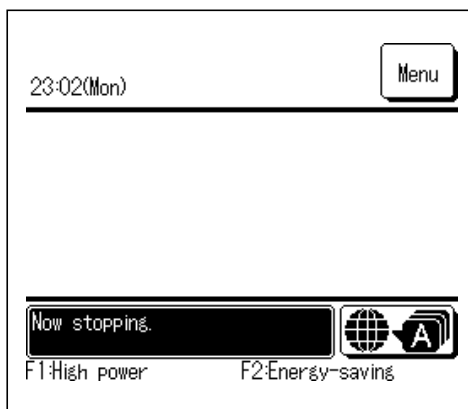 23:02(Mon)
Menu
Now stopping.
A
F1:High power
F2:Energy-saving